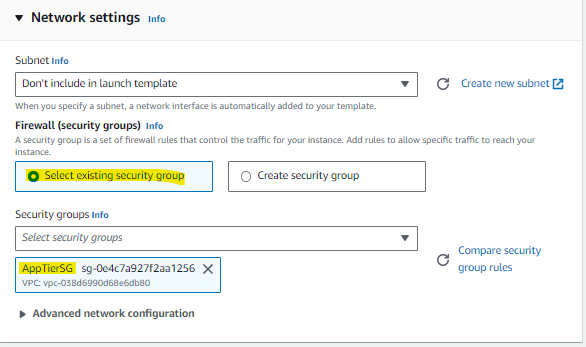 Network settings Info
Subnet Info
Don't include in launch template
Create new subnet
When you specify a subnet, a network interface is automatically added to your template.
Firewall (security groups) Info
A security group is a set of firewall rules that control the traffic for your instance. Add rules to allow specific traffic to reach your
instance.
Select existing security group
Create security group
Security groups Info
Select security groups
Compare security
group rules
AppTierSG sg-0e4c7a927f2aa1256
VPC: vpc-038d6990d68e6db80
Advanced network configuration